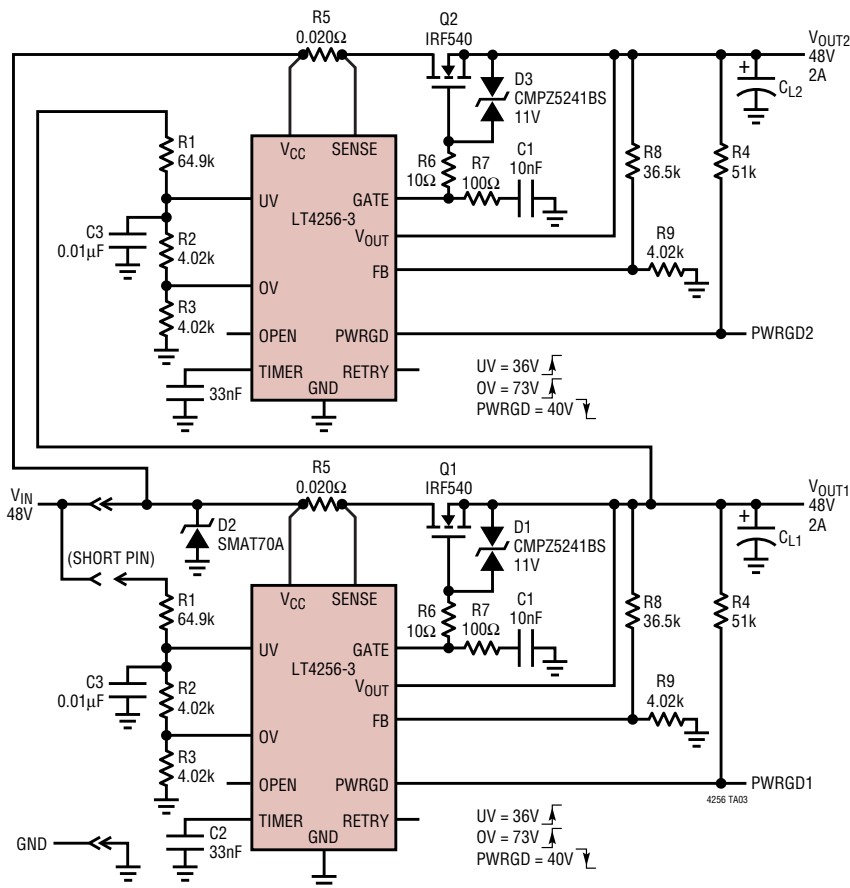 R5
0.020Ω
Q2
IRF540
VOUT2
48V
2A
D3
CMPZ5241BS
11V
CL2
+
R1
64.9k
VCC
SENSE
R6
10Ω
R7
100Ω
C1
10nF
R8
36.5k
R4
51k
UV
GATE
LT4256-3
VOUT
C3
0.01µF
R2
4.02k
FB
R9
4.02k
OV
R3
4.02k
OPEN
PWRGD
PWRGD2
TIMER
RETRY
33nF
GND
UV = 36V
OV = 73V
PWRGD = 40V
R5
0.020Ω
Q1
IRF540
VIN
48V
VOUT1
48V
2A
D2
SMAT70A
D1
CMPZ5241BS
11V
+
CL1
(SHORT PIN)
R1
64.9k
VCC
SENSE
R6
10Ω
R7
100Ω
C1
10nF
R8
36.5k
R4
51k
UV
GATE
LT4256-3
VOUT
C3
0.01µF
R2
4.02k
FB
R9
4.02k
OV
R3
4.02k
OPEN
PWRGD
PWRGD1
4256 TA03
TIMER
RETRY
C2
33nF
GND
GND
UV = 36V
OV = 73V
PWRGD = 40V